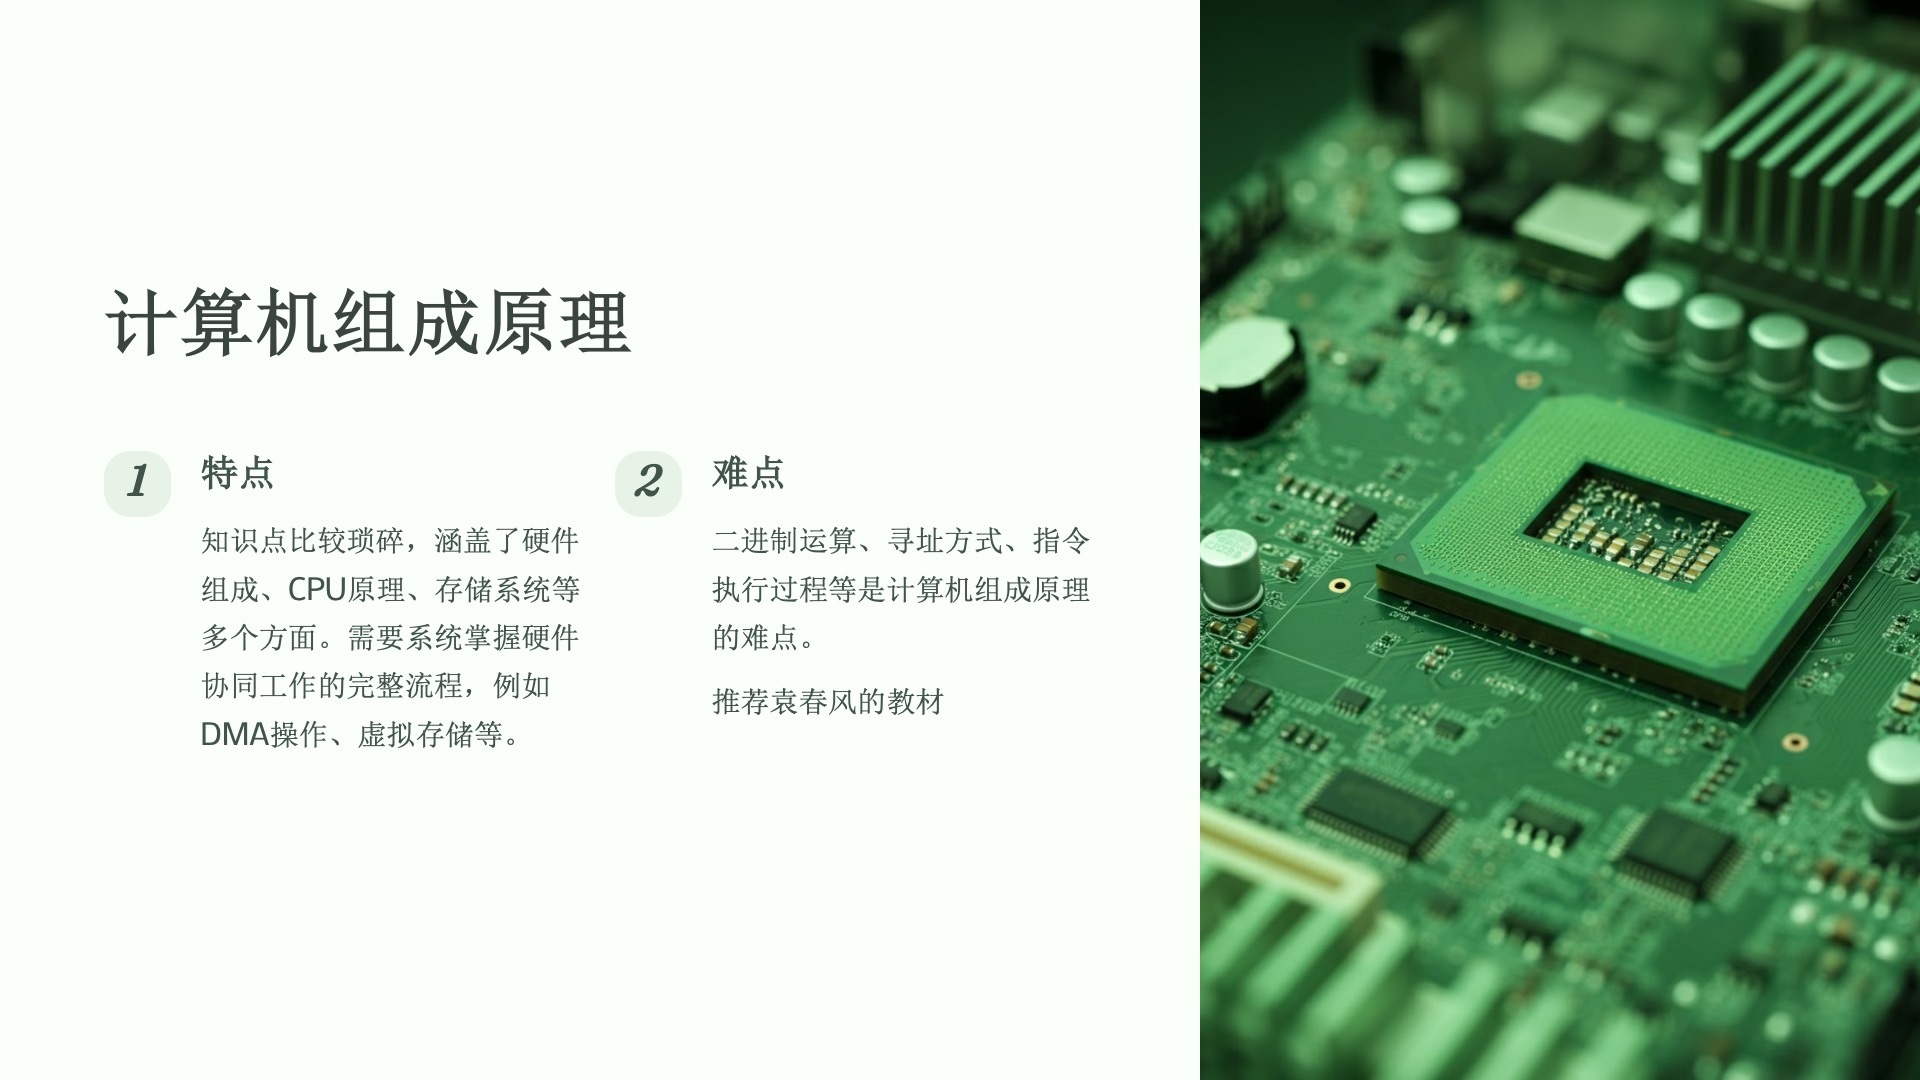 计算机组成原理
1
特点
知识点比较琐碎，涵盖了硬件
组成、CPU原理、存储系统等
多个方面。需要系统掌握硬件
协同工作的完整流程，例如
DMA操作、虚拟存储等。
2
难点
二进制运算、寻址方式、指令
执行过程等是计算机组成原理
的难点。
推荐袁春风的教材